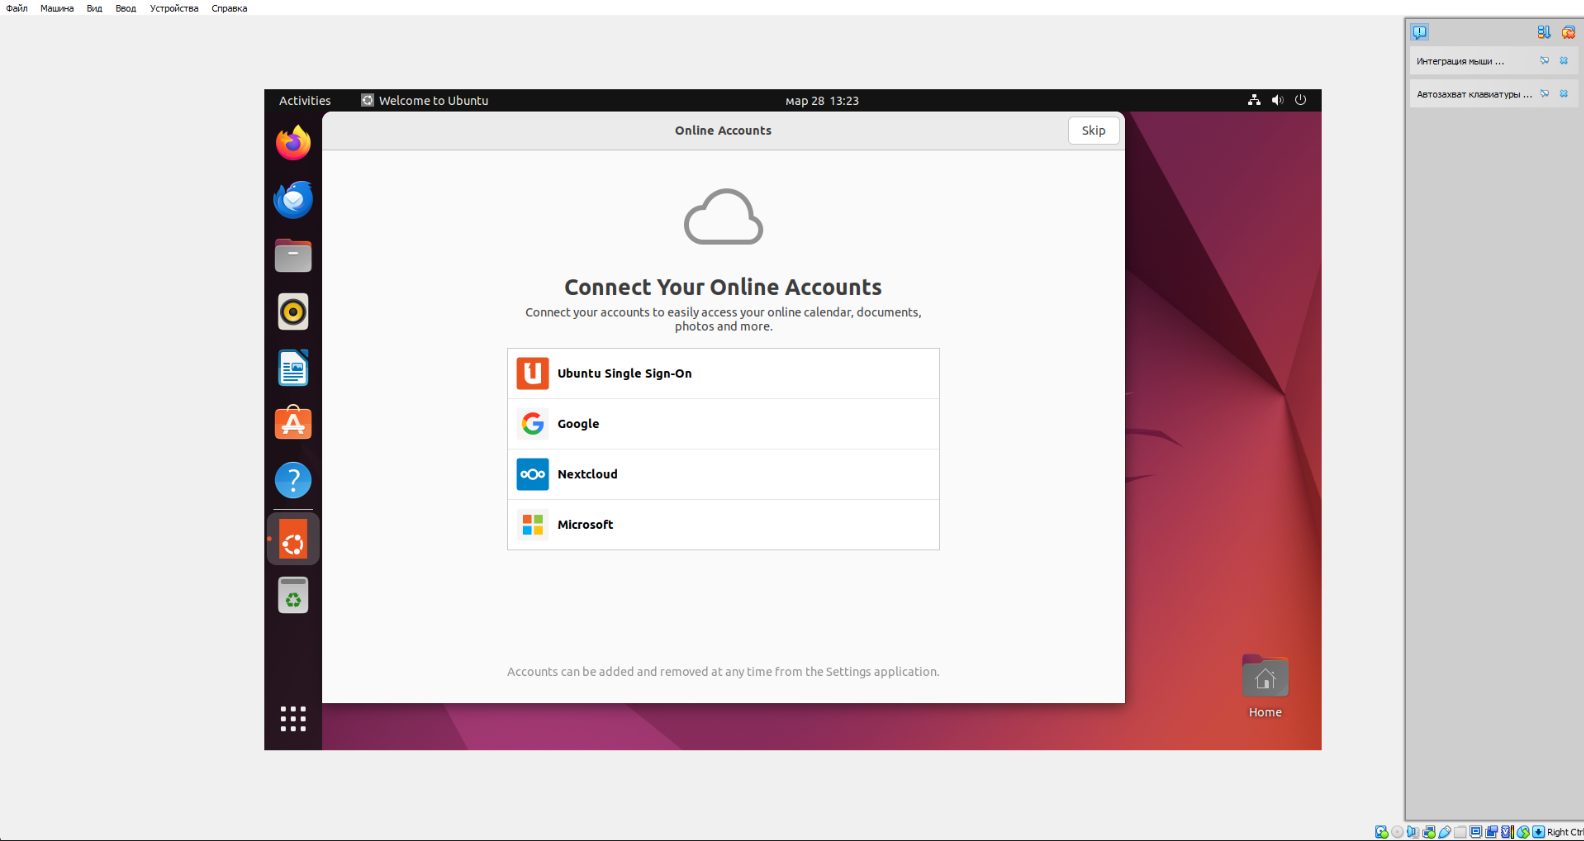 Файл Машина Вид Ввод Устройства Справка
Интеграция мыши ...
Автозахват клавиатуры ...
Activities Welcome to Ubuntu мар 28 13:23
Online Accounts Skip
Connect Your Online Accounts
Connect your accounts to easily access your online calendar, documents,
photos and more.
Ubuntu Single Sign-On
Google
Nextcloud
Microsoft
Accounts can be added and removed at any time from the Settings application.
Home
Right Ctrl